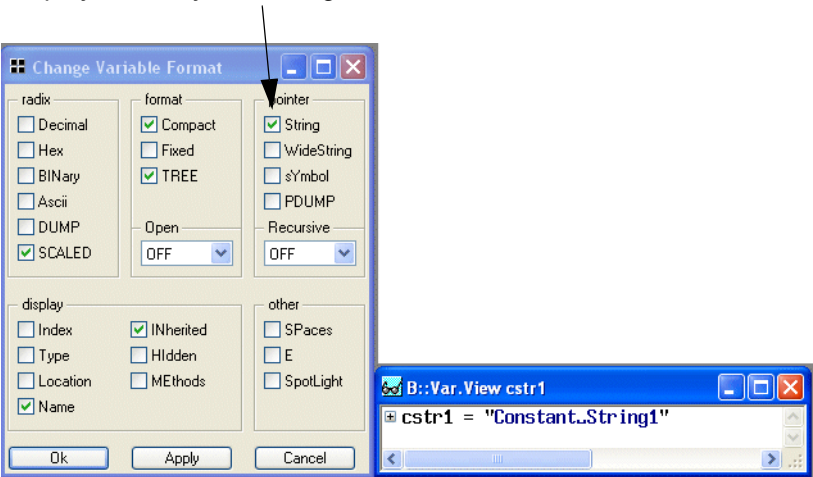 Change Variable Format
radix
Decimal
Hex
BINary
Ascii
DUMP
SCALED
format
Compact
Fixed
TREE
Open
OFF
pointer
String
WideString
sYmbol
PDUMP
Recursive
OFF
display
Index
Type
Location
Name
INherited
HIdden
MEthods
other
SPaces
E
SpotLight
Ok
Apply
Cancel
B::Var.View cstr1
cstr1 = "Constant␣String1"